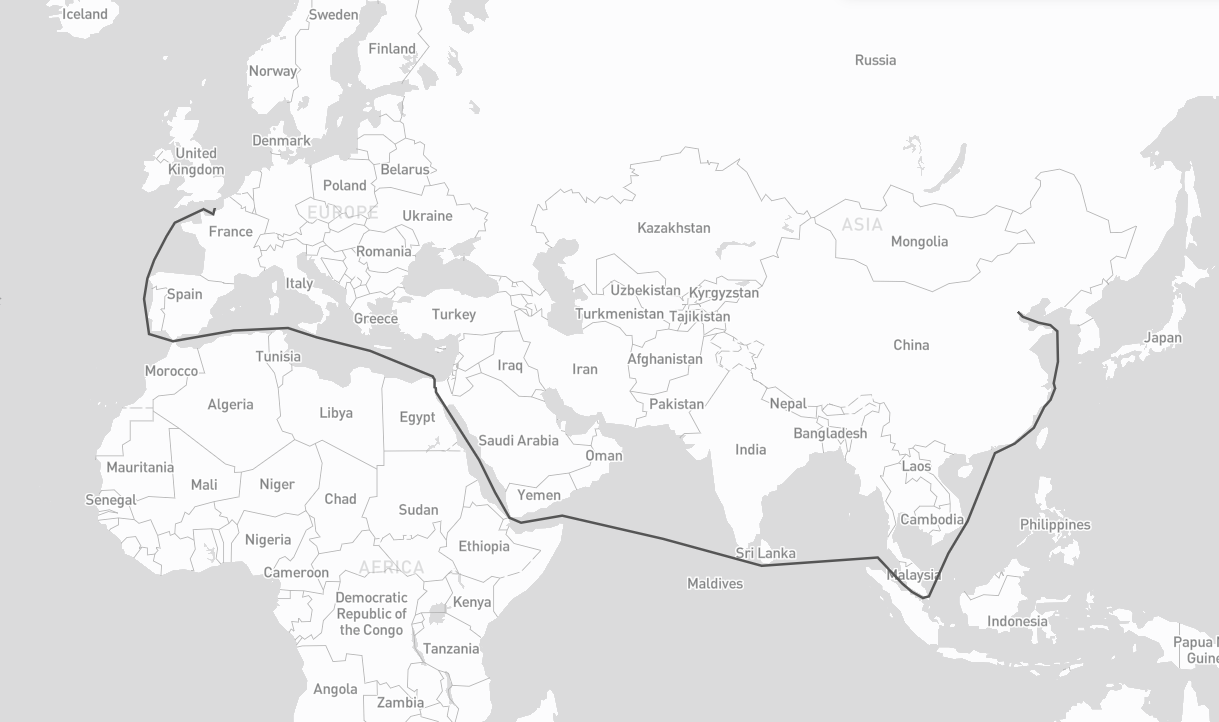 Iceland
Sweden
Finland
Norway
Russia
Denmark
United
Kingdom
Belarus
Poland
EUROPE
Ukraine
France
Kazakhstan
ASIA
Mongolia
Romania
Italy
Spain
Uzbekistan
Kyrgyzstan
Greece
Turkey
Turkmenistan
Tajikistan
Japan
China
Tunisia
Morocco
Iraq
Iran
Afghanistan
Algeria
Libya
Egypt
Pakistan
Nepal
Bangladesh
Saudi Arabia
Oman
India
Mauritania
Mali
Niger
Laos
Senegal
Chad
Sudan
Yemen
Cambodia
Philippines
Nigeria
Ethiopia
Sri Lanka
Cameroon
AFRICA
Maldives
Malaysia
Democratic
Republic of
the Congo
Kenya
Indonesia
Tanzania
Papua N
Guine
Angola
Zambia